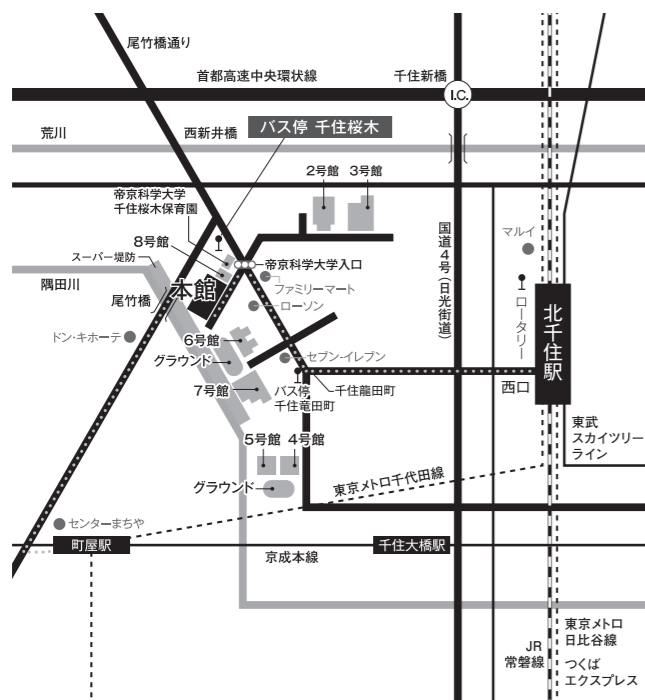 尾竹橋通り
首都高速中央環状線
千住新橋
I.C.
バス停 千住桜木
荒川
西新井橋
2号館
3号館
帝京科学大学
千住桜木保育園
8号館
スーパー堤防
隅田川
尾竹橋
本館
帝京科学大学入口
ファミリーマート
ローソン
国道4号(日光街道)
マルイ
ロータリー
北千住駅
ドン・キホーテ
6号館
グラウンド
セブン-イレブン
7号館
バス停
千住竜田町
千住龍田町
西口
東武
スカイツリー
ライン
5号館
4号館
グラウンド
東京メトロ千代田線
センターまちや
町屋駅
京成本線
千住大橋駅
JR
常磐線
東京メトロ
日比谷線
つくば
エクスプレス